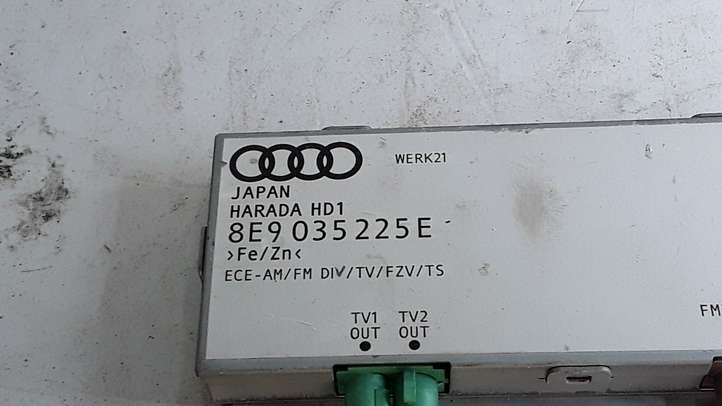 WERK21
JAPAN
HARADA HD1
8E9 035 225 E
>Fe/Zn<
ECE-AM/FM DIV/TV/FZV/TS
TV1 TV2
OUT OUT
FM